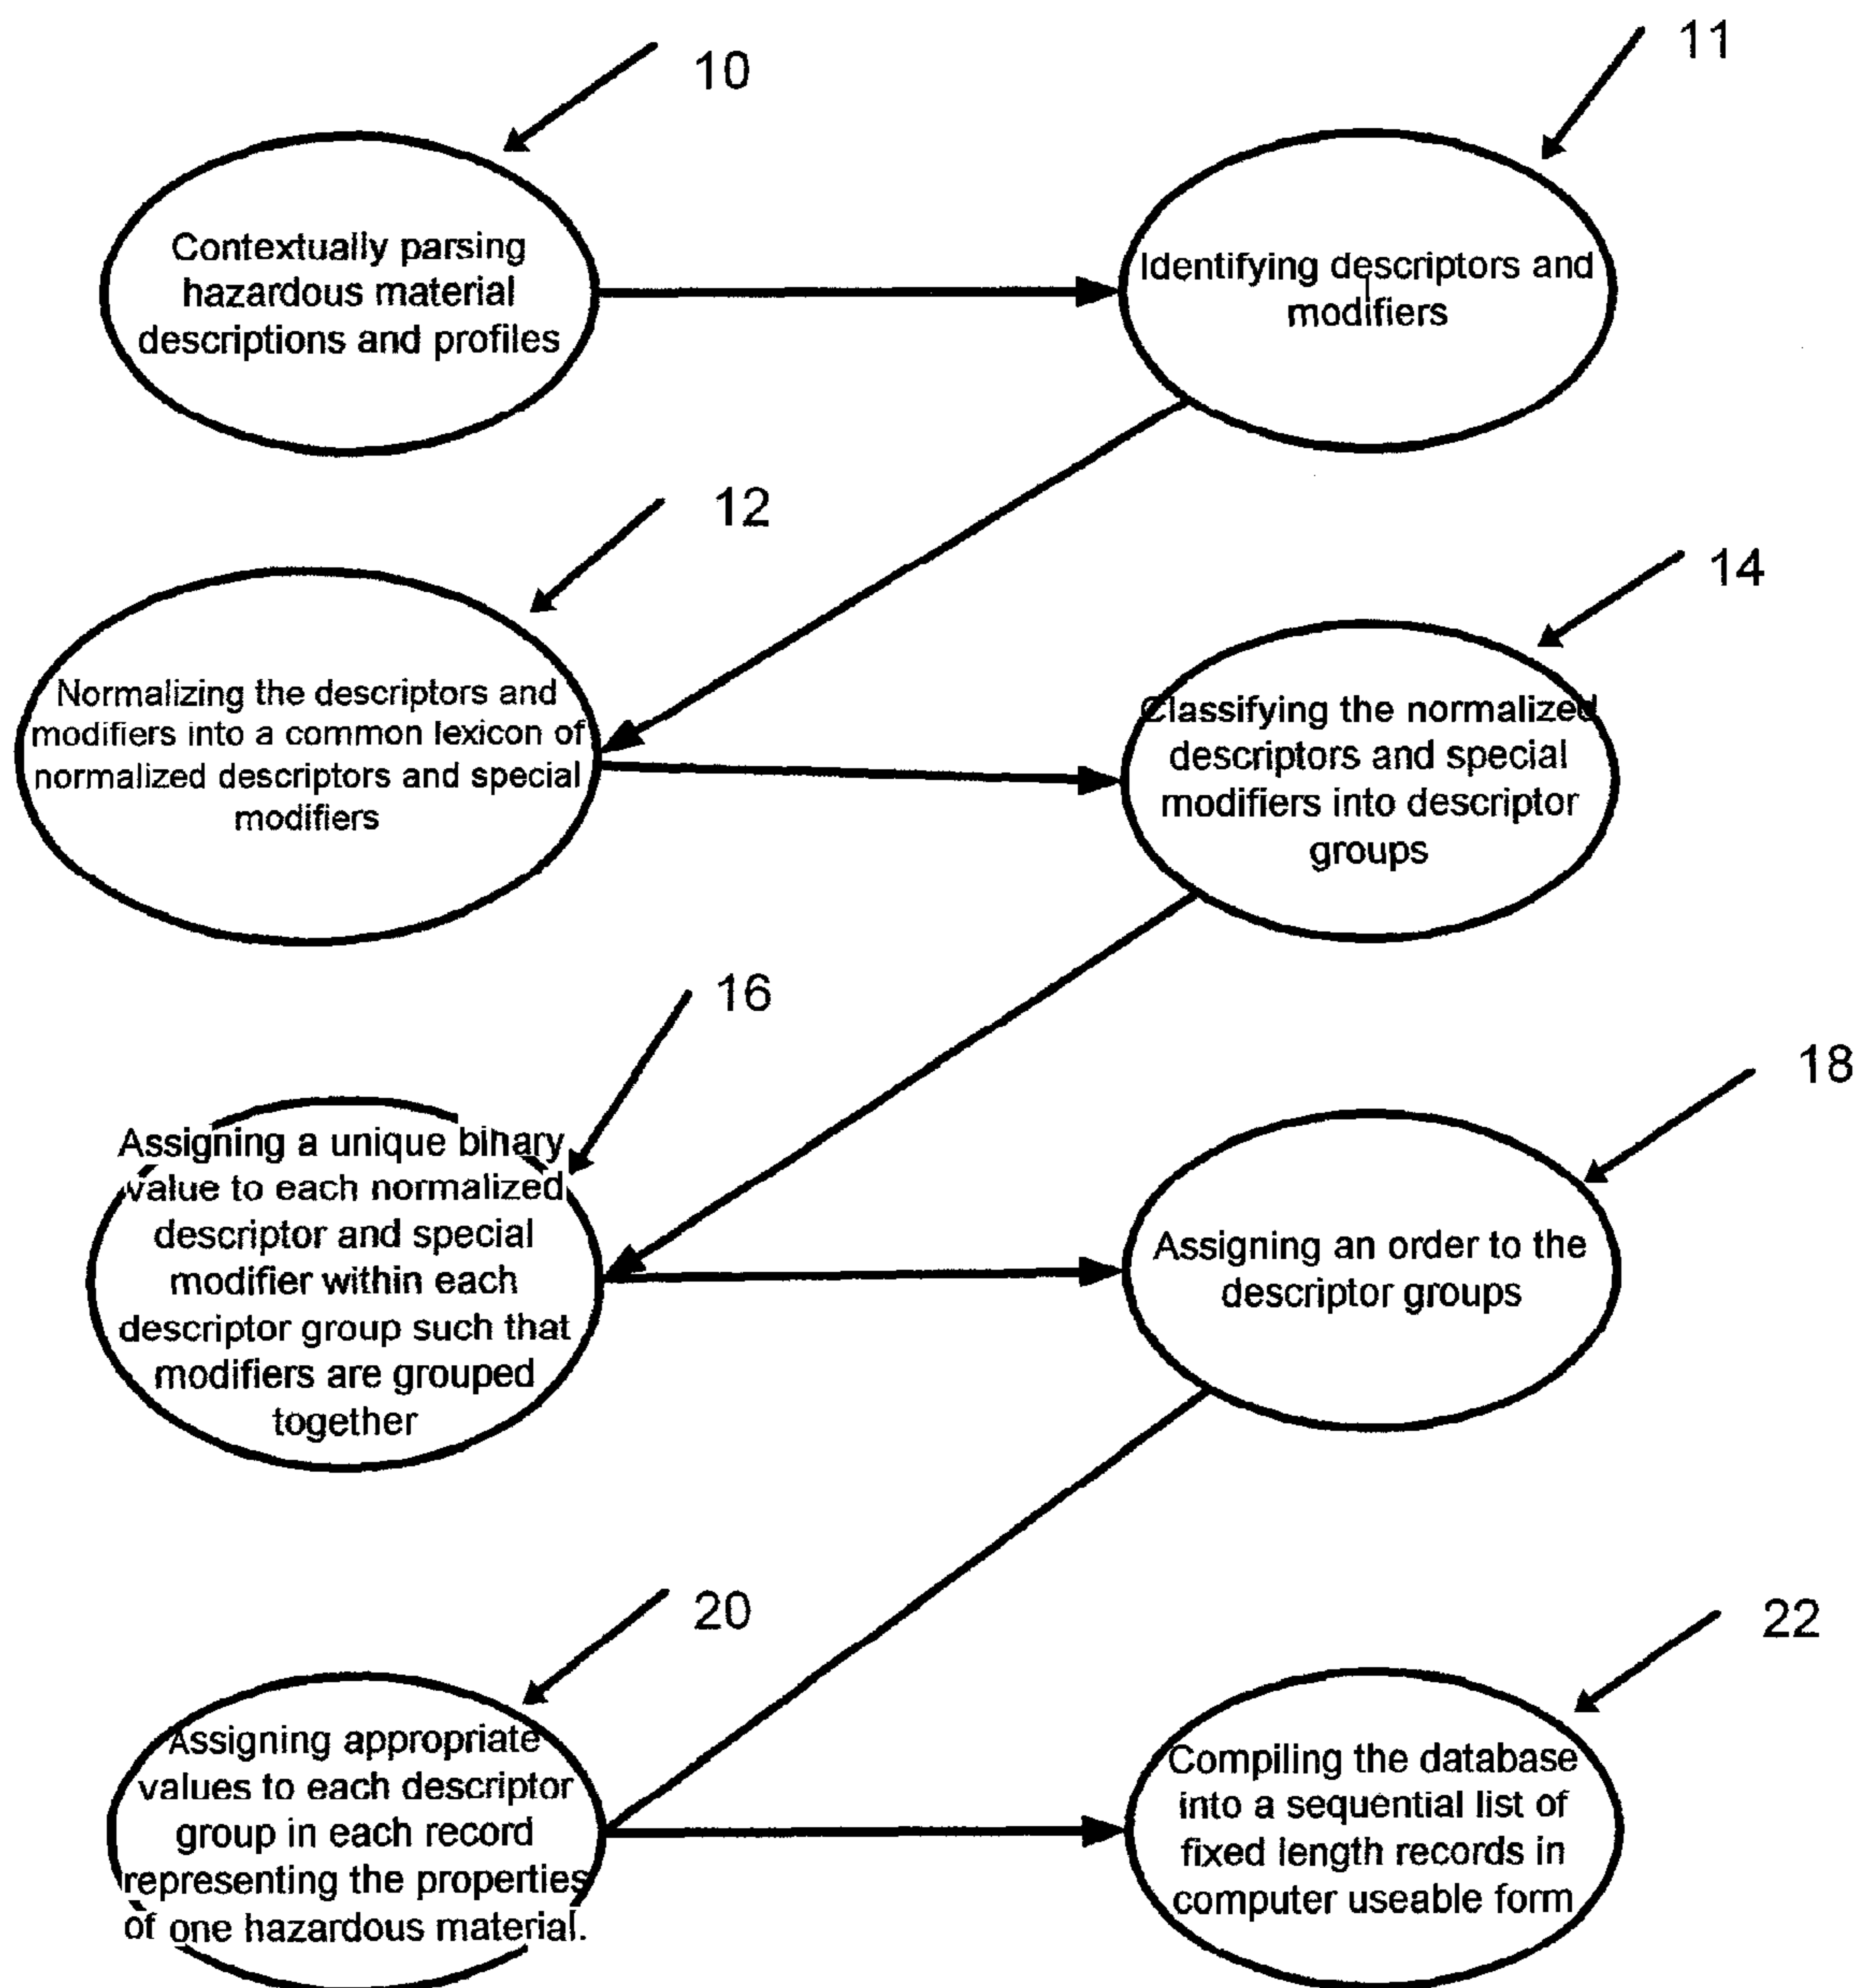 10
Contextually parsing
hazardous material
descriptions and profiles
11
Identifying descriptors and
modifiers
12
Normalizing the descriptors and
modifiers into a common lexicon of
normalized descriptors and special
modifiers
14
Classifying the normalized
descriptors and special
modifiers into descriptor
groups
16
Assigning a unique binary
value to each normalized
descriptor and special
modifier within each
descriptor group such that
modifiers are grouped
together
18
Assigning an order to the
descriptor groups
20
Assigning appropriate
values to each descriptor
group in each record
representing the properties
of one hazardous material.
22
Compiling the database
into a sequential list of
fixed length records in
computer useable form